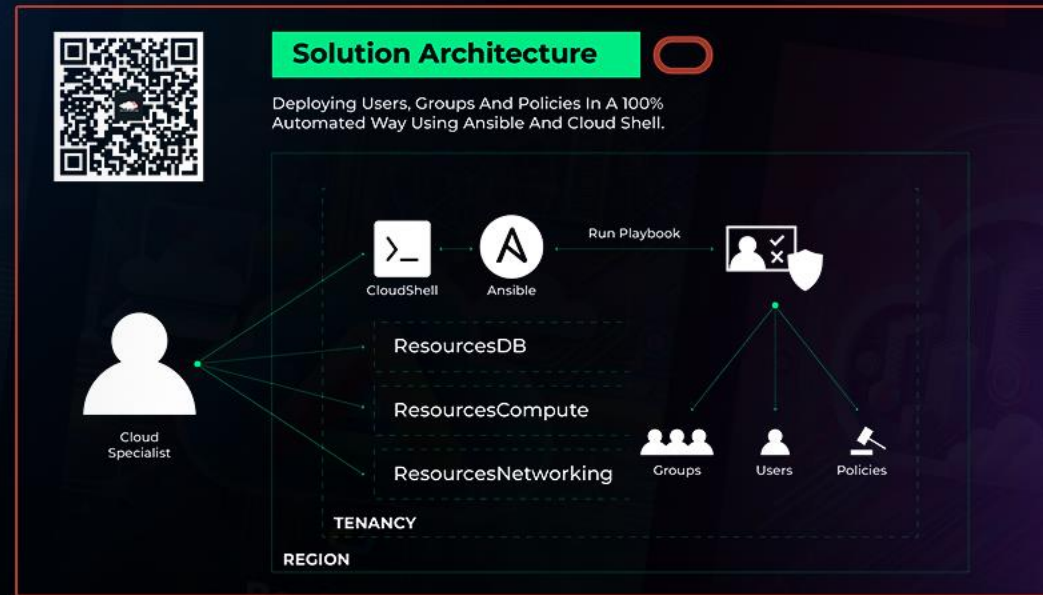 Solution Architecture
Deploying Users, Groups And Policies In A 100%
Automated Way Using Ansible And Cloud Shell.
Run Playbook
CloudShell
Ansible
ResourcesDB
ResourcesCompute
ResourcesNetworking
Cloud
Specialist
Groups
Users
Policies
TENANCY
REGION